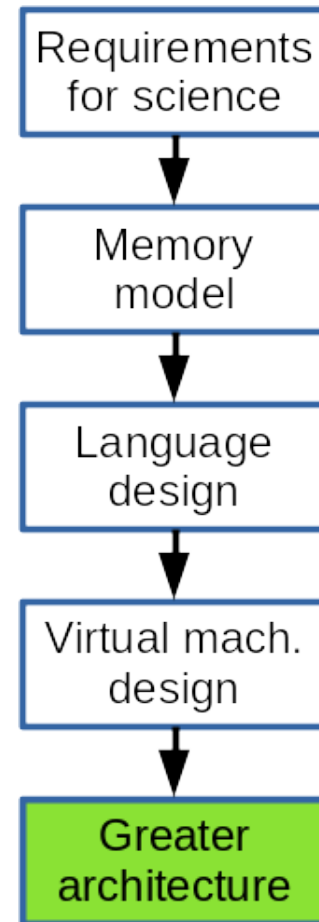 Requirements
for science
Memory
model
Language
design
Virtual mach.
design
Greater
architecture